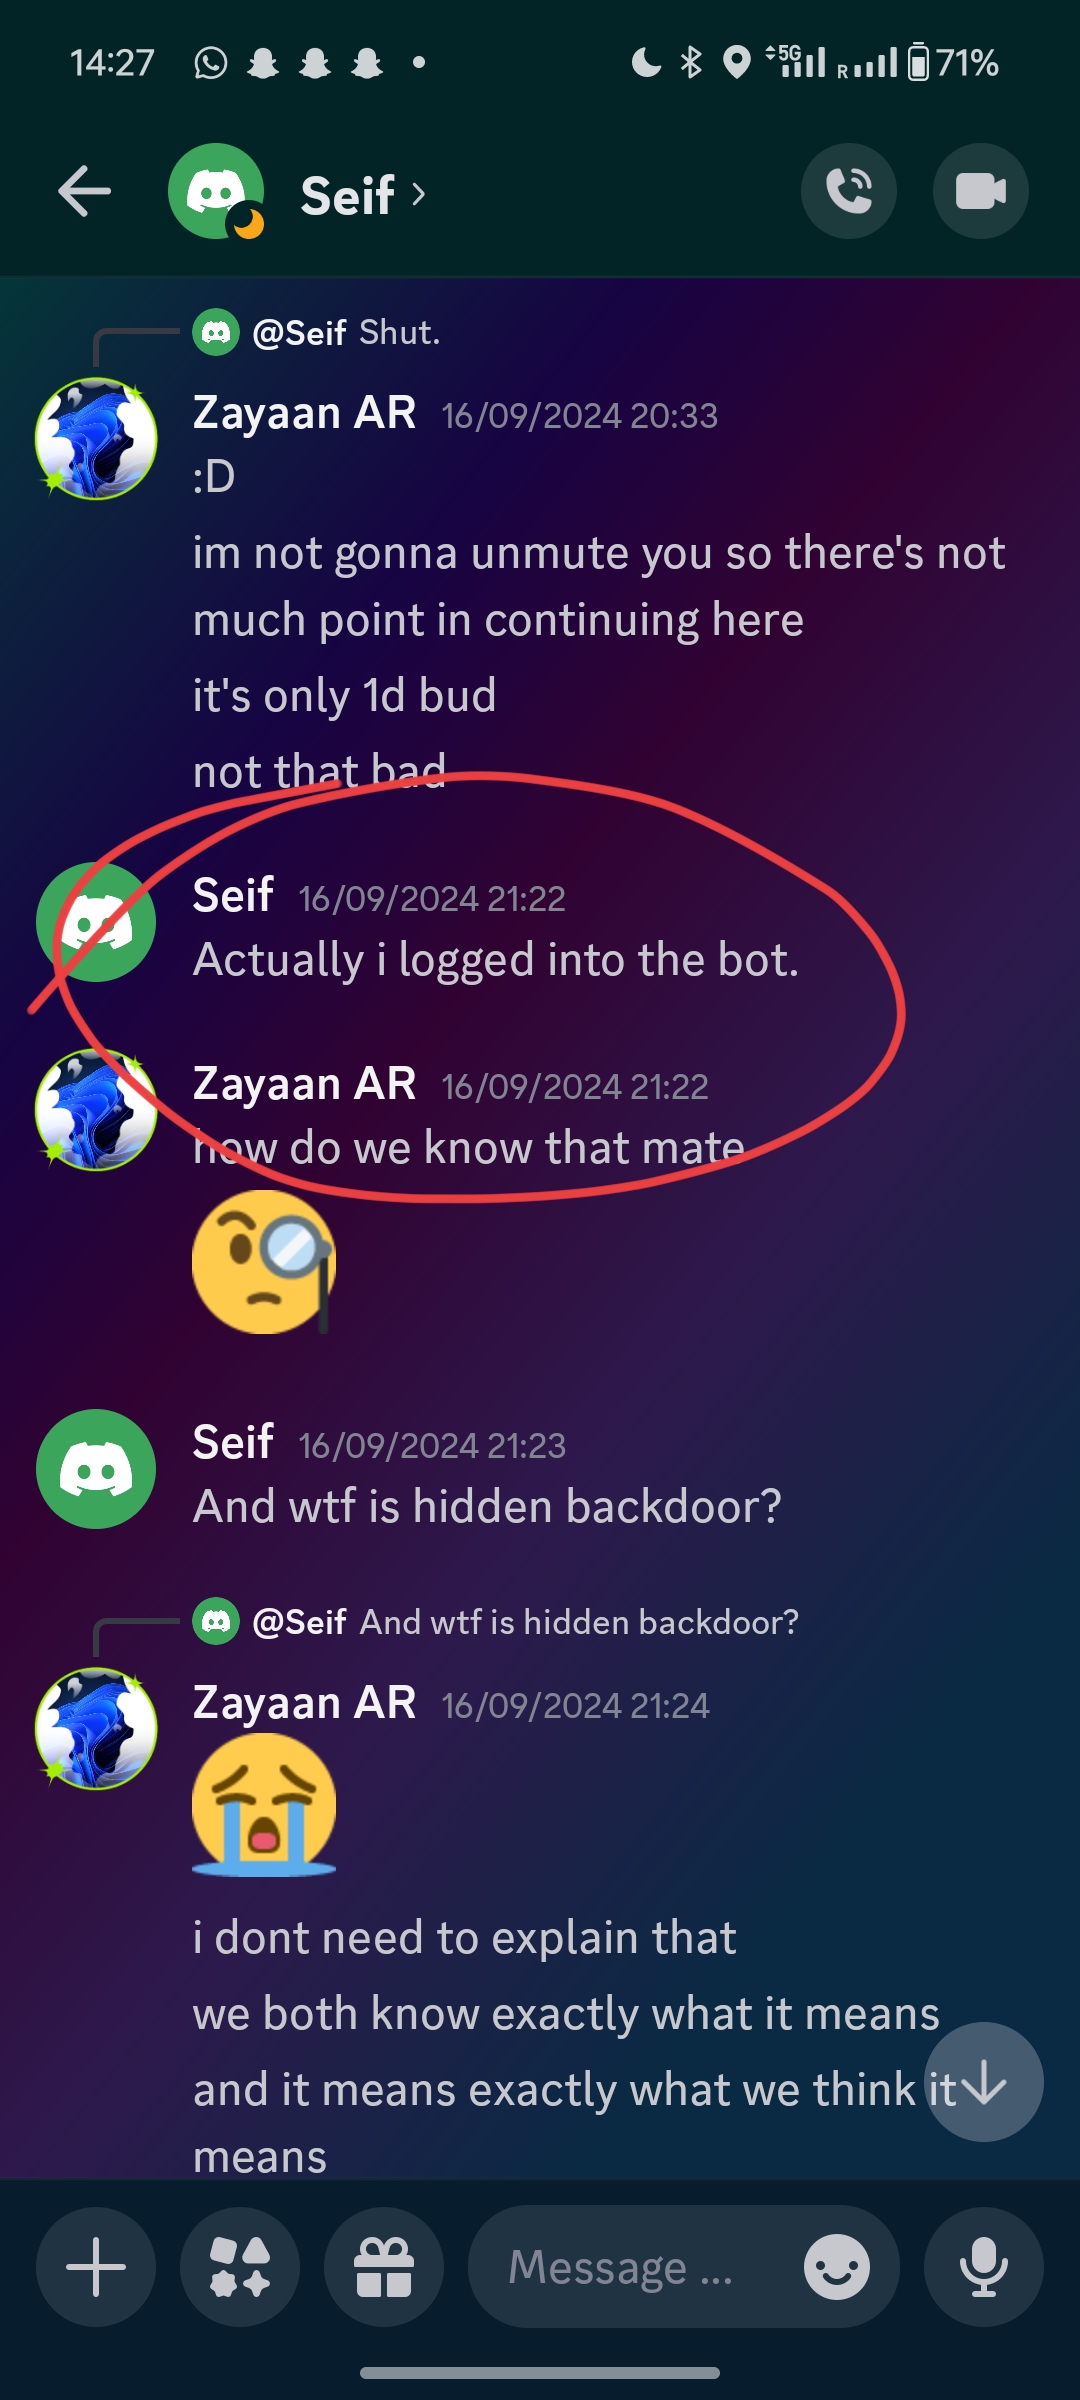 14:27
5G
R
71%
Seif
@Seif Shut.
Zayaan AR 16/09/2024 20:33
:D
im not gonna unmute you so there's not
much point in continuing here
it's only 1d bud
not that bad
Seif 16/09/2024 21:22
Actually i logged into the bot.
Zayaan AR 16/09/2024 21:22
how do we know that mate
Seif 16/09/2024 21:23
And wtf is hidden backdoor?
@Seif And wtf is hidden backdoor?
Zayaan AR 16/09/2024 21:24
i dont need to explain that
we both know exactly what it means
and it means exactly what we think it
means
Message ...